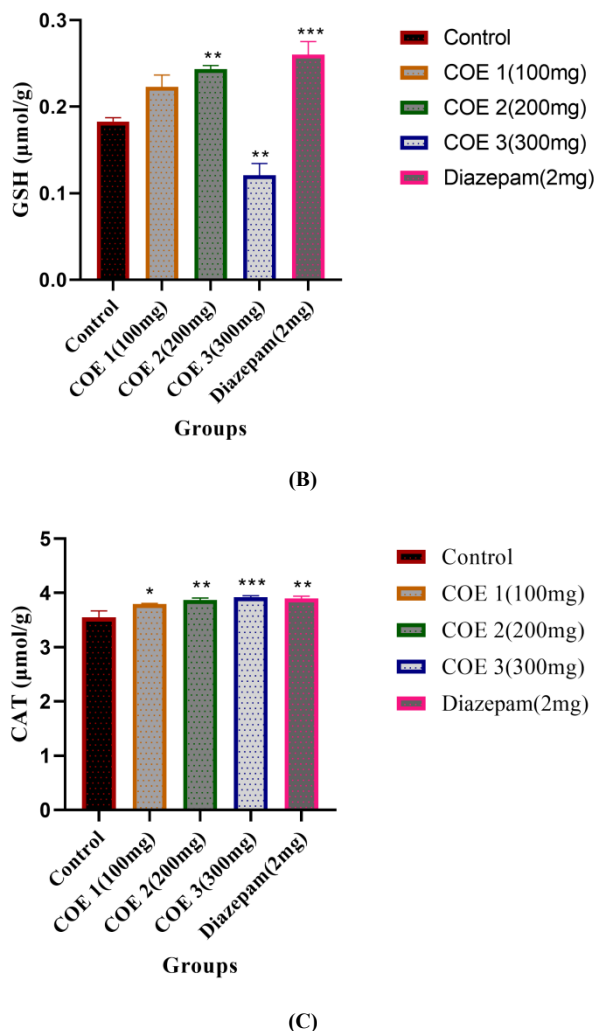 0.3
0.2
0.1
0.0
GSH (µmol/g)
**
**
***
Control
COE 1(100mg)
COE 2(200mg)
COE 3(300mg)
Diazepam(2mg)
Groups
Control
COE 1(100mg)
COE 2(200mg)
COE 3(300mg)
Diazepam(2mg)
(B)
5
4
3
2
1
0
CAT (µmol/g)
*
**
***
**
Control
COE 1(100mg)
COE 2(200mg)
COE 3(300mg)
Diazepam(2mg)
Groups
Control
COE 1(100mg)
COE 2(200mg)
COE 3(300mg)
Diazepam(2mg)
(C)